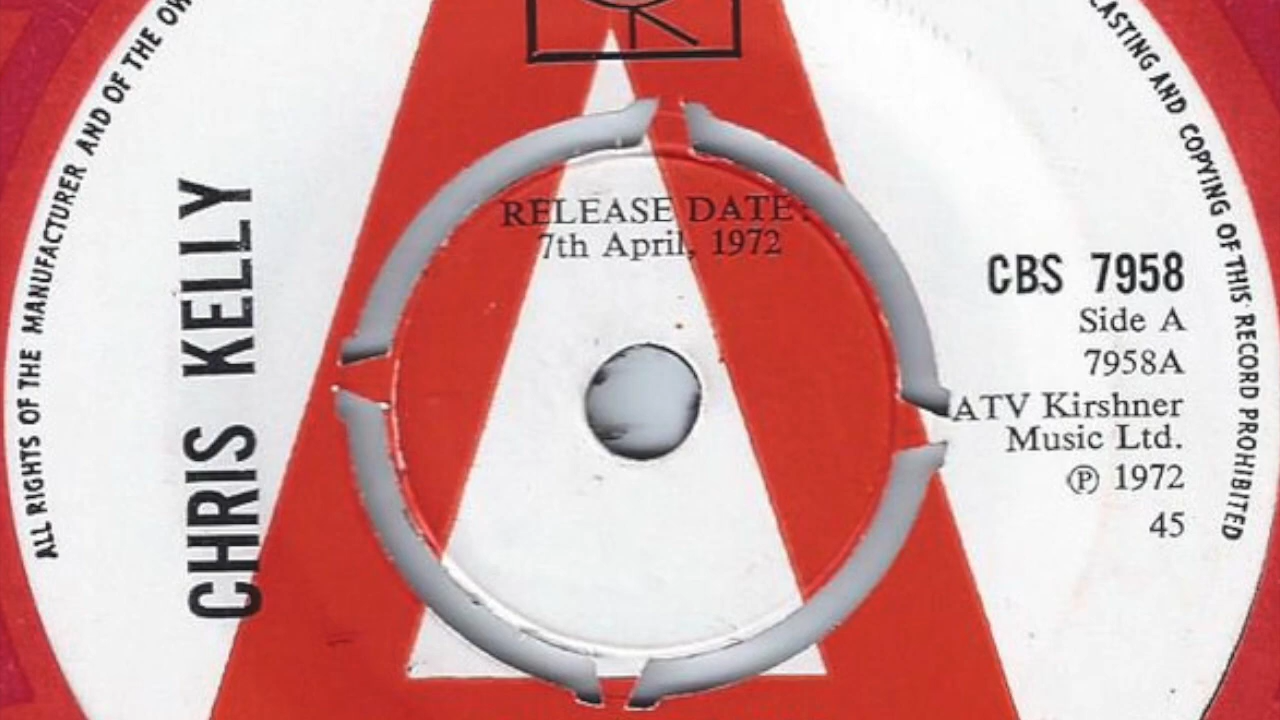 ALL RIGHTS OF THE MANUFACTURER AND OF THE
CASTING AND COPYING OF THIS RECORD PROHIBITED
K
CHRIS KELLY
RELEASE DATE:
7th April, 1972
CBS 7958
Side A
7958A
ATV Kirshner
Music Ltd.
℗ 1972
45
A